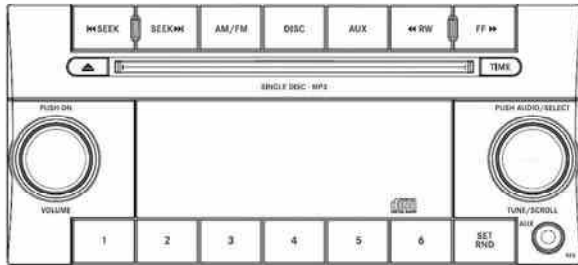 ⏮SEEK SEEK⏭ AM/FM DISC AUX ◀◀ RW FF ▶▶
TIME
SINGLE DISC - MP3
PUSH ON PUSH AUDIO/SELECT
VOLUME TUNE/SCROLL
AUX
1 2 3 4 5 6 SET
RND